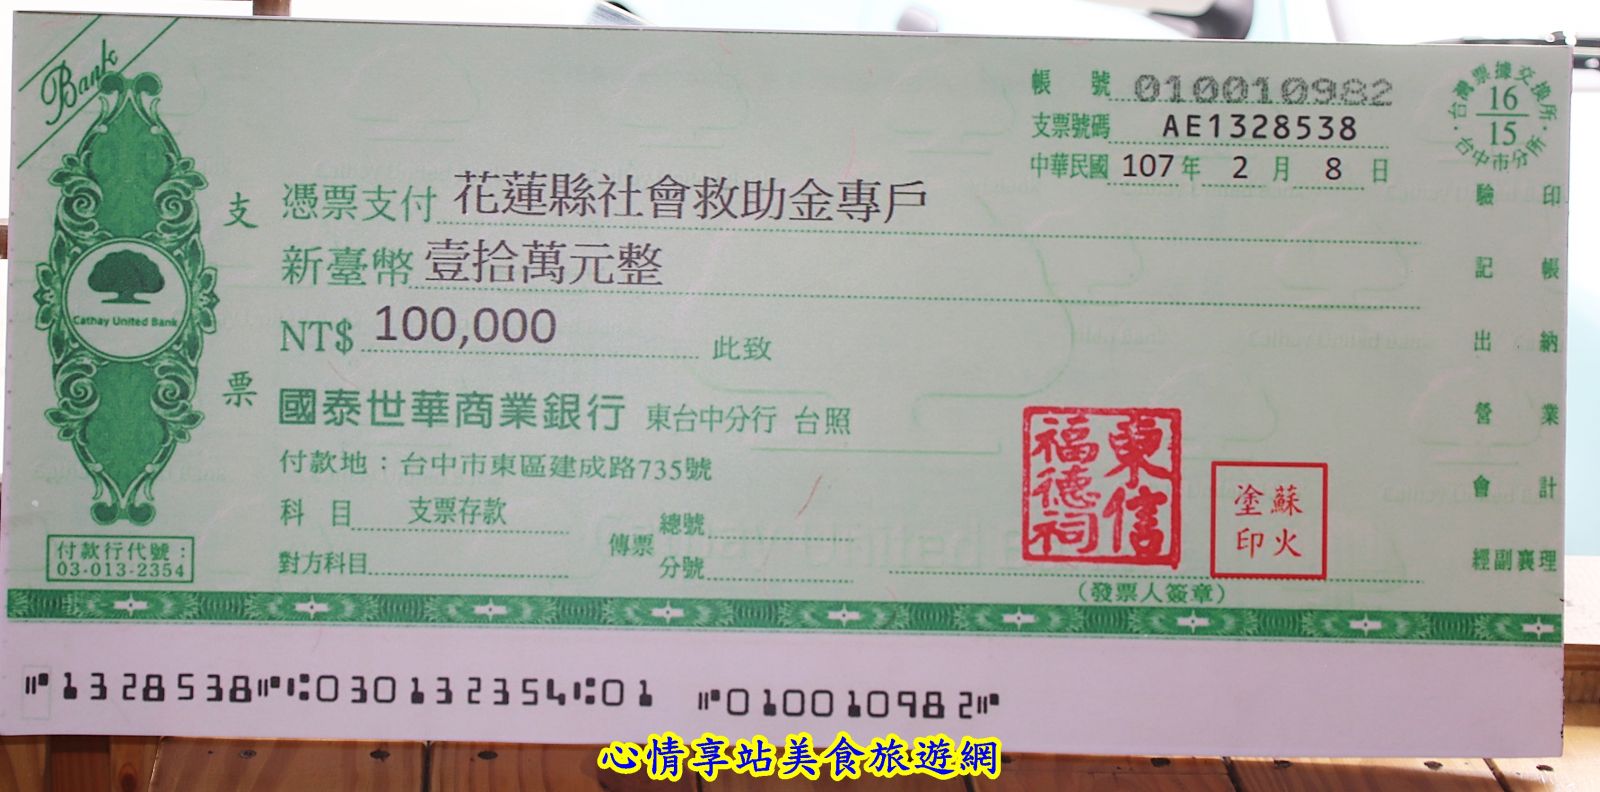 Bank
帳號 010010982
支票號碼 AE1328538
中華民國 107 年 2 月 8 日
台灣票據交換所
16
15
台中市分所
支票
憑票支付 花蓮縣社會救助金專戶
新臺幣 壹拾萬元整
NT$ 100,000 此致
Cathay United Bank
國泰世華商業銀行 東台中分行 台照
付款地：台中市東區建成路735號
科目 支票存款
對方科目
傳票
總號
分號
付款行代號：
03-013-2354
東信
福德祠
蘇火
塗印
(發票人簽章)
印帳納業計理
驗記出營會經副襄
⑈1328538⑈⑆030132354⑆01 ⑈010010982⑈
心情享站美食旅遊網